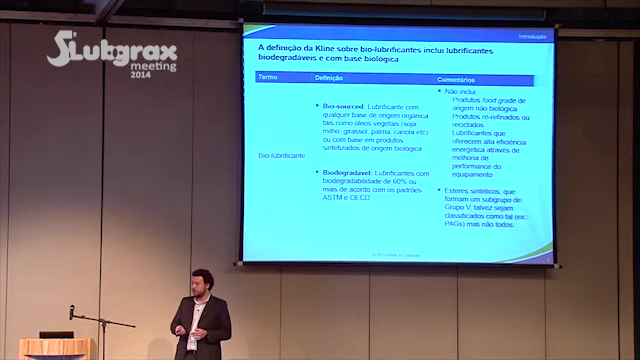 Slubgrax
meeting
2014
Introdução
A definição da Kline sobre bio-lubrificantes inclui lubrificantes
biodegradáveis e com base biológica
Termo
Definição
Comentários
Bio-lubrificante
• Bio-sourced: Lubrificante com
qualquer base de origem orgânica
tais como óleos vegetais (soja,
milho, girassol, palma, canola etc)
ou com base em produtos
sintetizados de origem biológica
• Biodegradável: Lubrificantes com
biodegradabilidade de 60% ou
mais de acordo com os padrões
ASTM e OECD
• Não inclui:
Produtos food grade de
origem não biológica
Produtos re-refinados ou
reciclados
Lubrificantes que
oferecem alta eficiência
energética através de
melhoria de
performance do
equipamento
• Ésteres sintéticos, que
formam um subgrupo de
Grupo V, talvez sejam
classificados como tal (ex.:
PAGs) mas não todos.
© 2014 Kline & Company